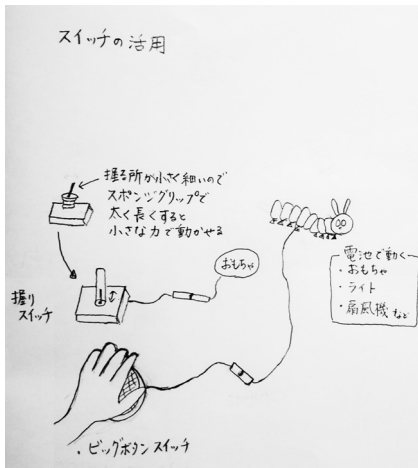 スイッチの活用
握る所が小さく細いので
スポンジグリップで
太く長くすると
小さな力で動かせる
おもちゃ
握り
スイッチ
電池で動く
・おもちゃ
・ライト
・扇風機など
・ビッグボタンスイッチ